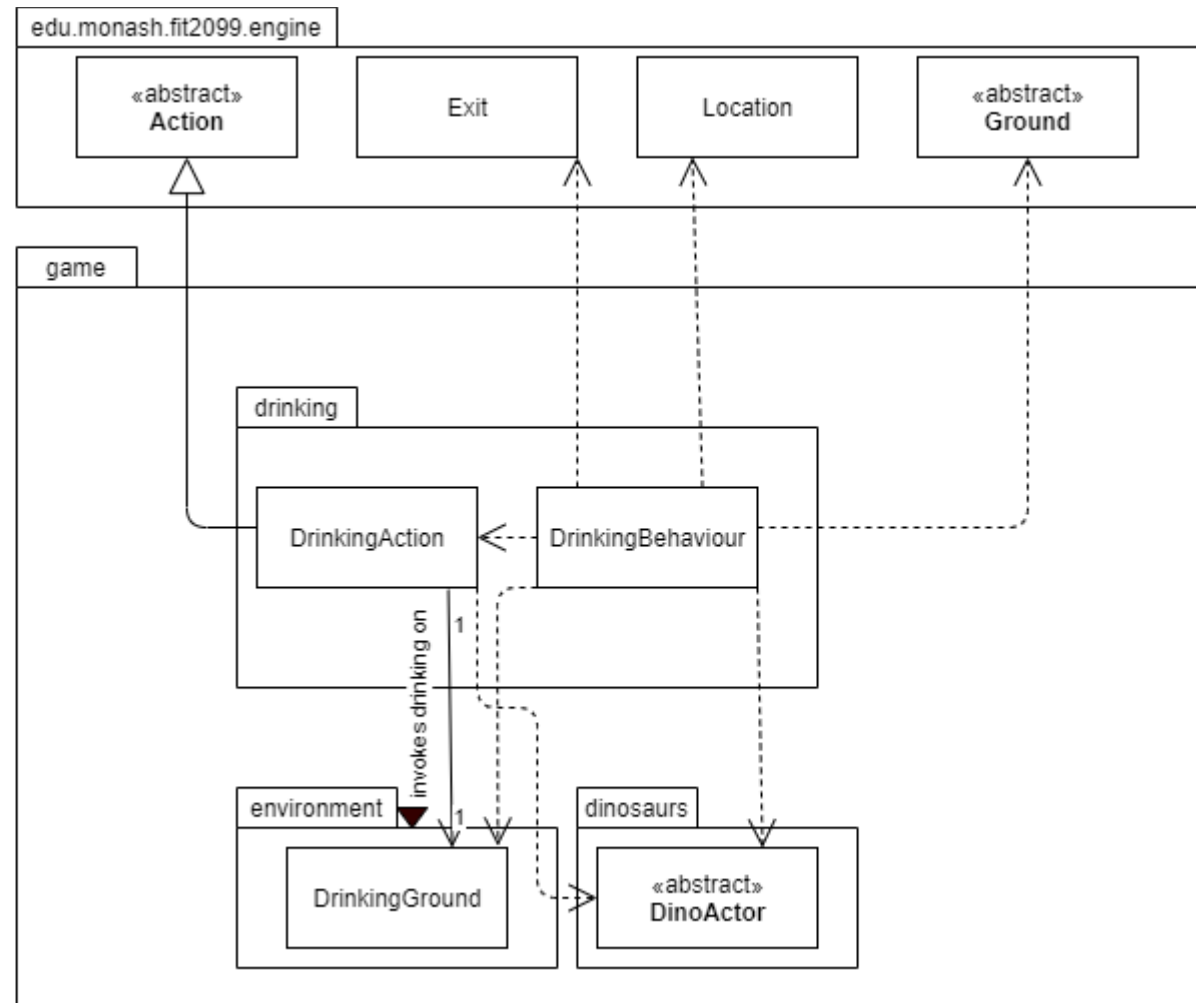 edu.monash.fit2099.engine
«abstract»
Action
Exit
Location
«abstract»
Ground
game
drinking
DrinkingAction
DrinkingBehaviour
invokes drinking on
1
1
environment
dinosaurs
DrinkingGround
«abstract»
DinoActor